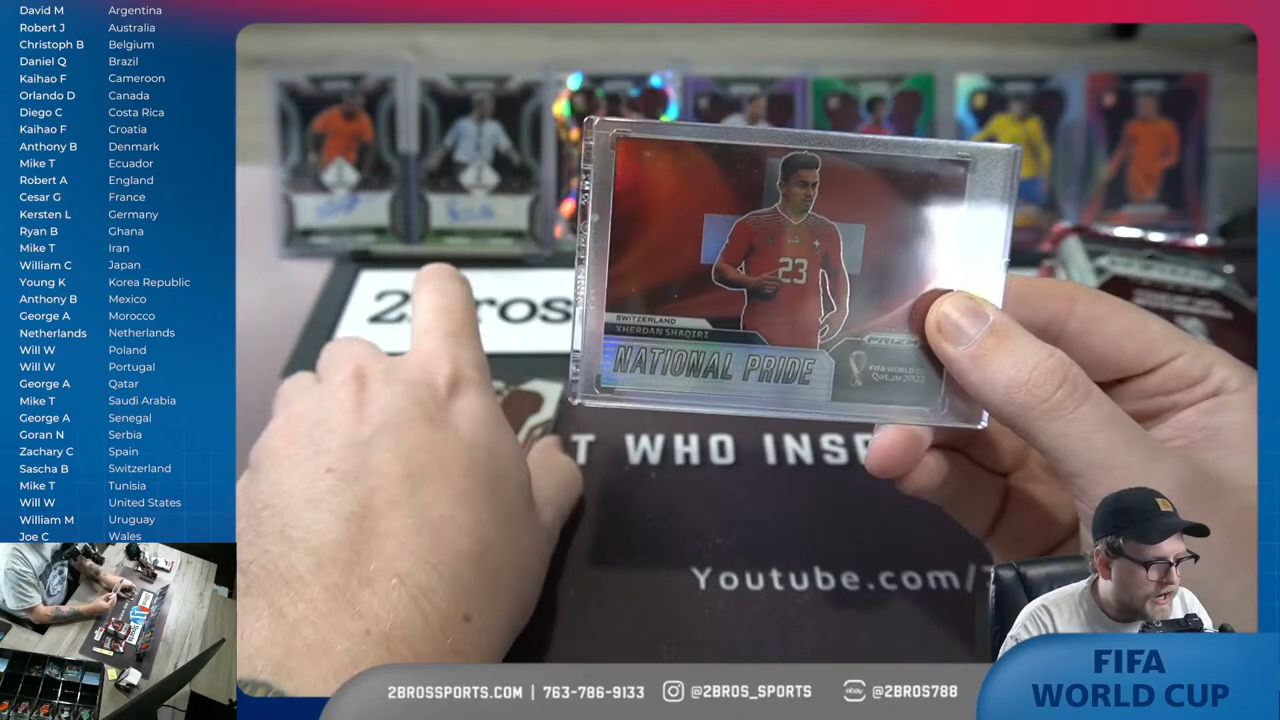 David M Argentina
Robert J Australia
Christoph B Belgium
Daniel Q Brazil
Kaihao F Cameroon
Orlando D Canada
Diego C Costa Rica
Kaihao F Croatia
Anthony B Denmark
Mike T Ecuador
Robert A England
Cesar G France
Kersten L Germany
Ryan B Ghana
Mike T Iran
William C Japan
Young K Korea Republic
Anthony B Mexico
George A Morocco
Netherlands Netherlands
Will W Poland
Will W Portugal
George A Qatar
Mike T Saudi Arabia
George A Senegal
Goran N Serbia
Zachary C Spain
Sascha B Switzerland
Mike T Tunisia
Will W United States
William M Uruguay
Joe C Wales
23
SWITZERLAND
XHERDAN SHAQIRI
NATIONAL PRIDE
PRIZM
FIFA WORLD C
Qatar2022
T WHO INSP
Youtube.com/
2BROSSPORTS.COM | 763-786-9133 @2BROS_SPORTS @2BROS788
FIFA
WORLD CUP